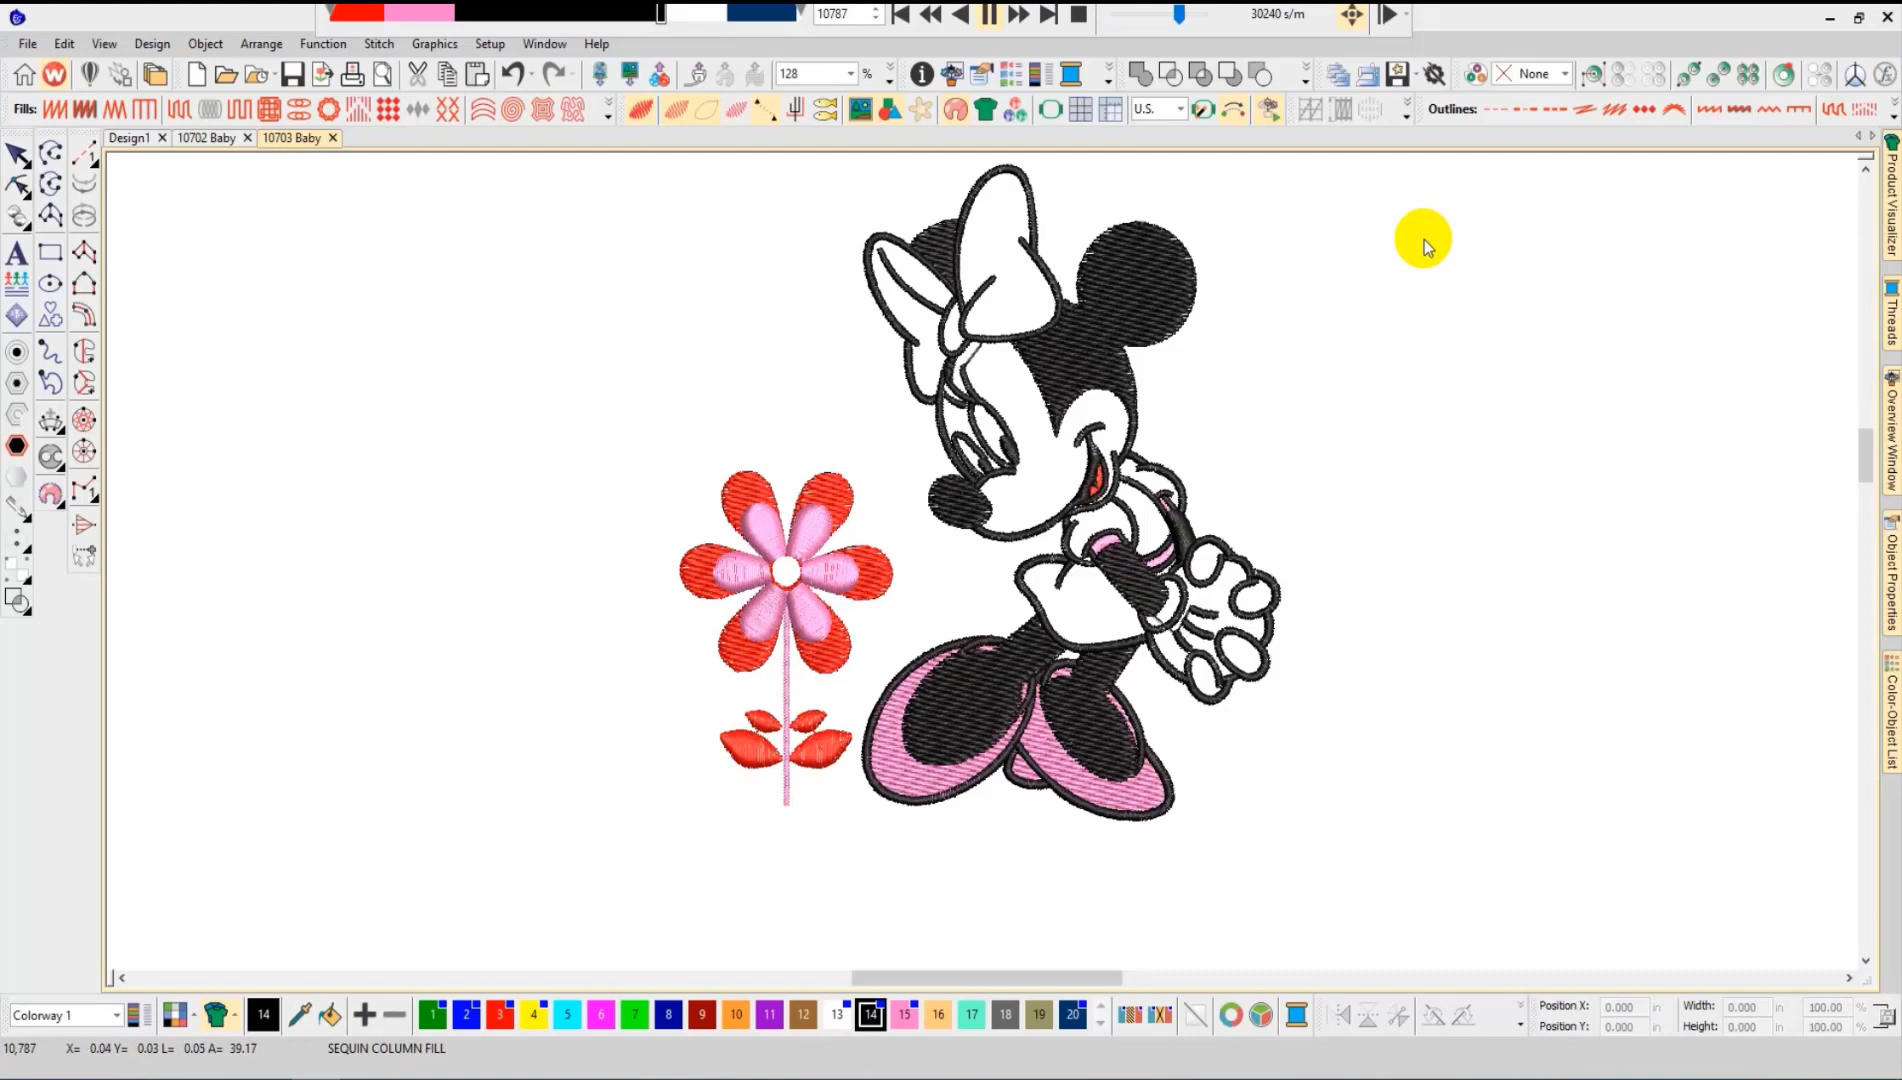 10787
30240 s/m
File Edit View Design Object Arrange Function Stitch Graphics Setup Window Help
128 %
None
Fills:
U.S.
Outlines:
Design1
10702 Baby
10703 Baby
Product Visualizer
Threads
Overview Window
Object Properties
Color-Object List
Colorway 1
14
1 2 3 4 5 6 7 8 9 10 11 12 13 14 15 16 17 18 19 20
Position X: 0.000 in Width: 0.000 in 100.00 %
Position Y: 0.000 in Height: 0.000 in 100.00 %
10,787 X= 0.04 Y= 0.03 L= 0.05 A= 39.17 SEQUIN COLUMN FILL